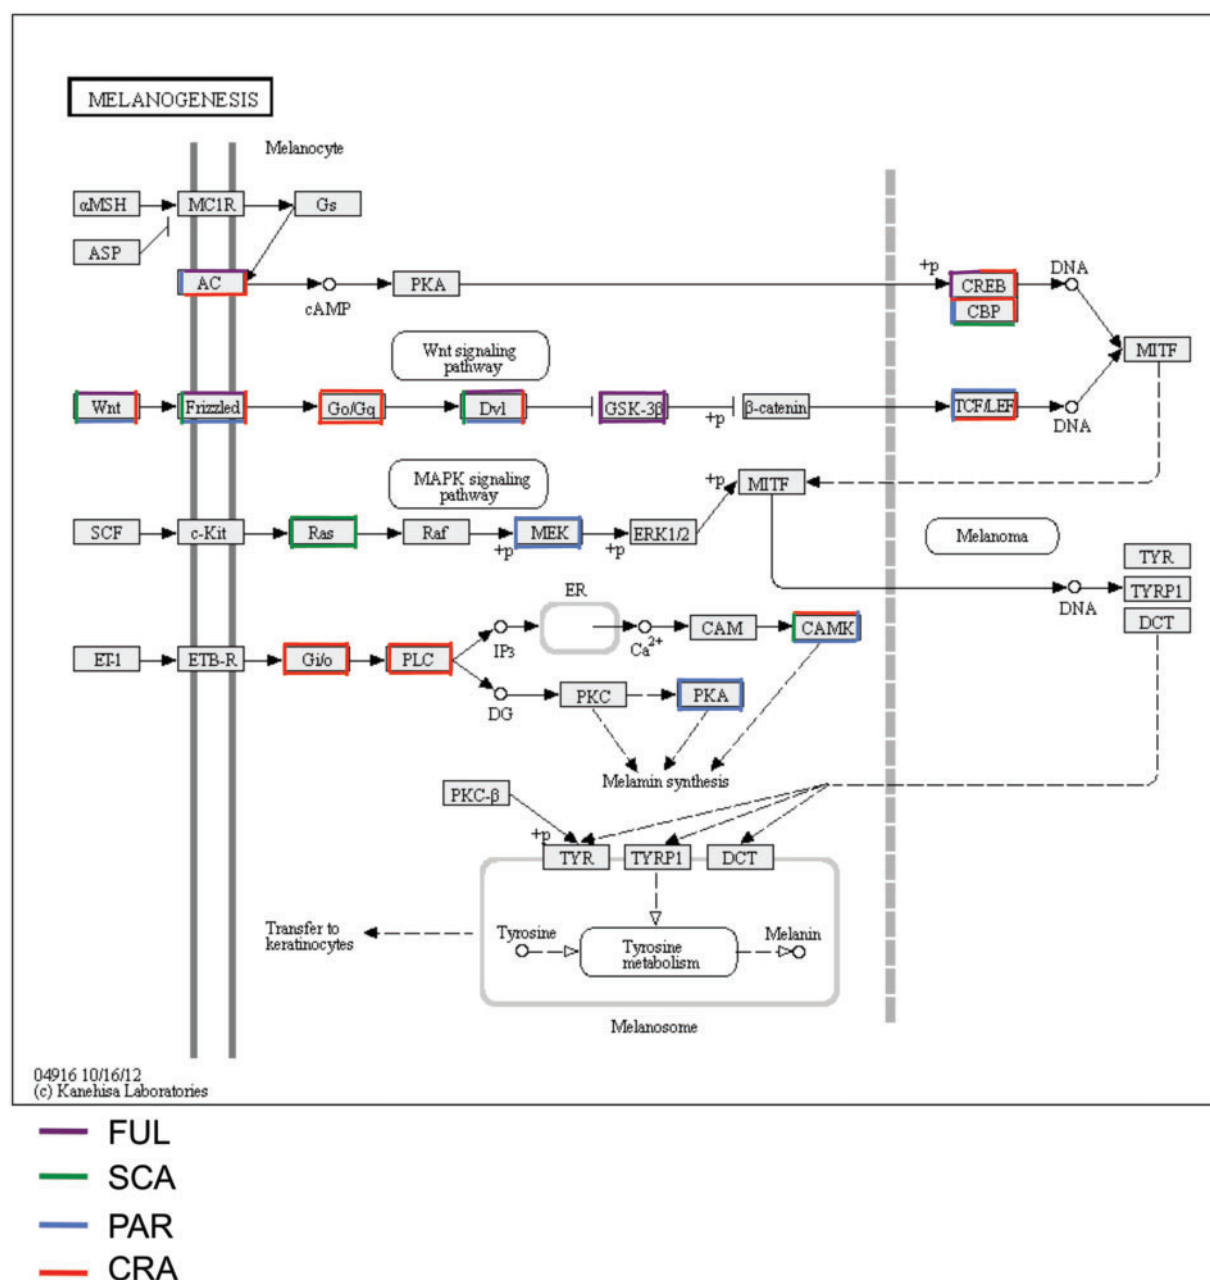 MELANOGENESIS
Melanocyte
αMSH
MC1R
Gs
ASP
AC
cAMP
PKA
+p
CREB
CBP
DNA
MITF
Wnt signaling
pathway
Wnt
Frizzled
Go/Gq
Dvl
GSK-3β
+p
β-catenin
TCF/LEF
DNA
MAPK signaling
pathway
+p
MITF
SCF
c-Kit
Ras
Raf
+p
MEK
+p
ERK1/2
Melanoma
TYR
TYRP1
DCT
DNA
ER
ET-1
ETB-R
Gi/o
PLC
IP3
Ca2+
CAM
CAMK
DG
PKC
PKA
Melamin synthesis
PKC-β
+p
TYR
TYRP1
DCT
Transfer to
keratinocytes
Tyrosine
Tyrosine
metabolism
Melanin
Melanosome
04916 10/16/12
(c) Kanehisa Laboratories
FUL
SCA
PAR
CRA